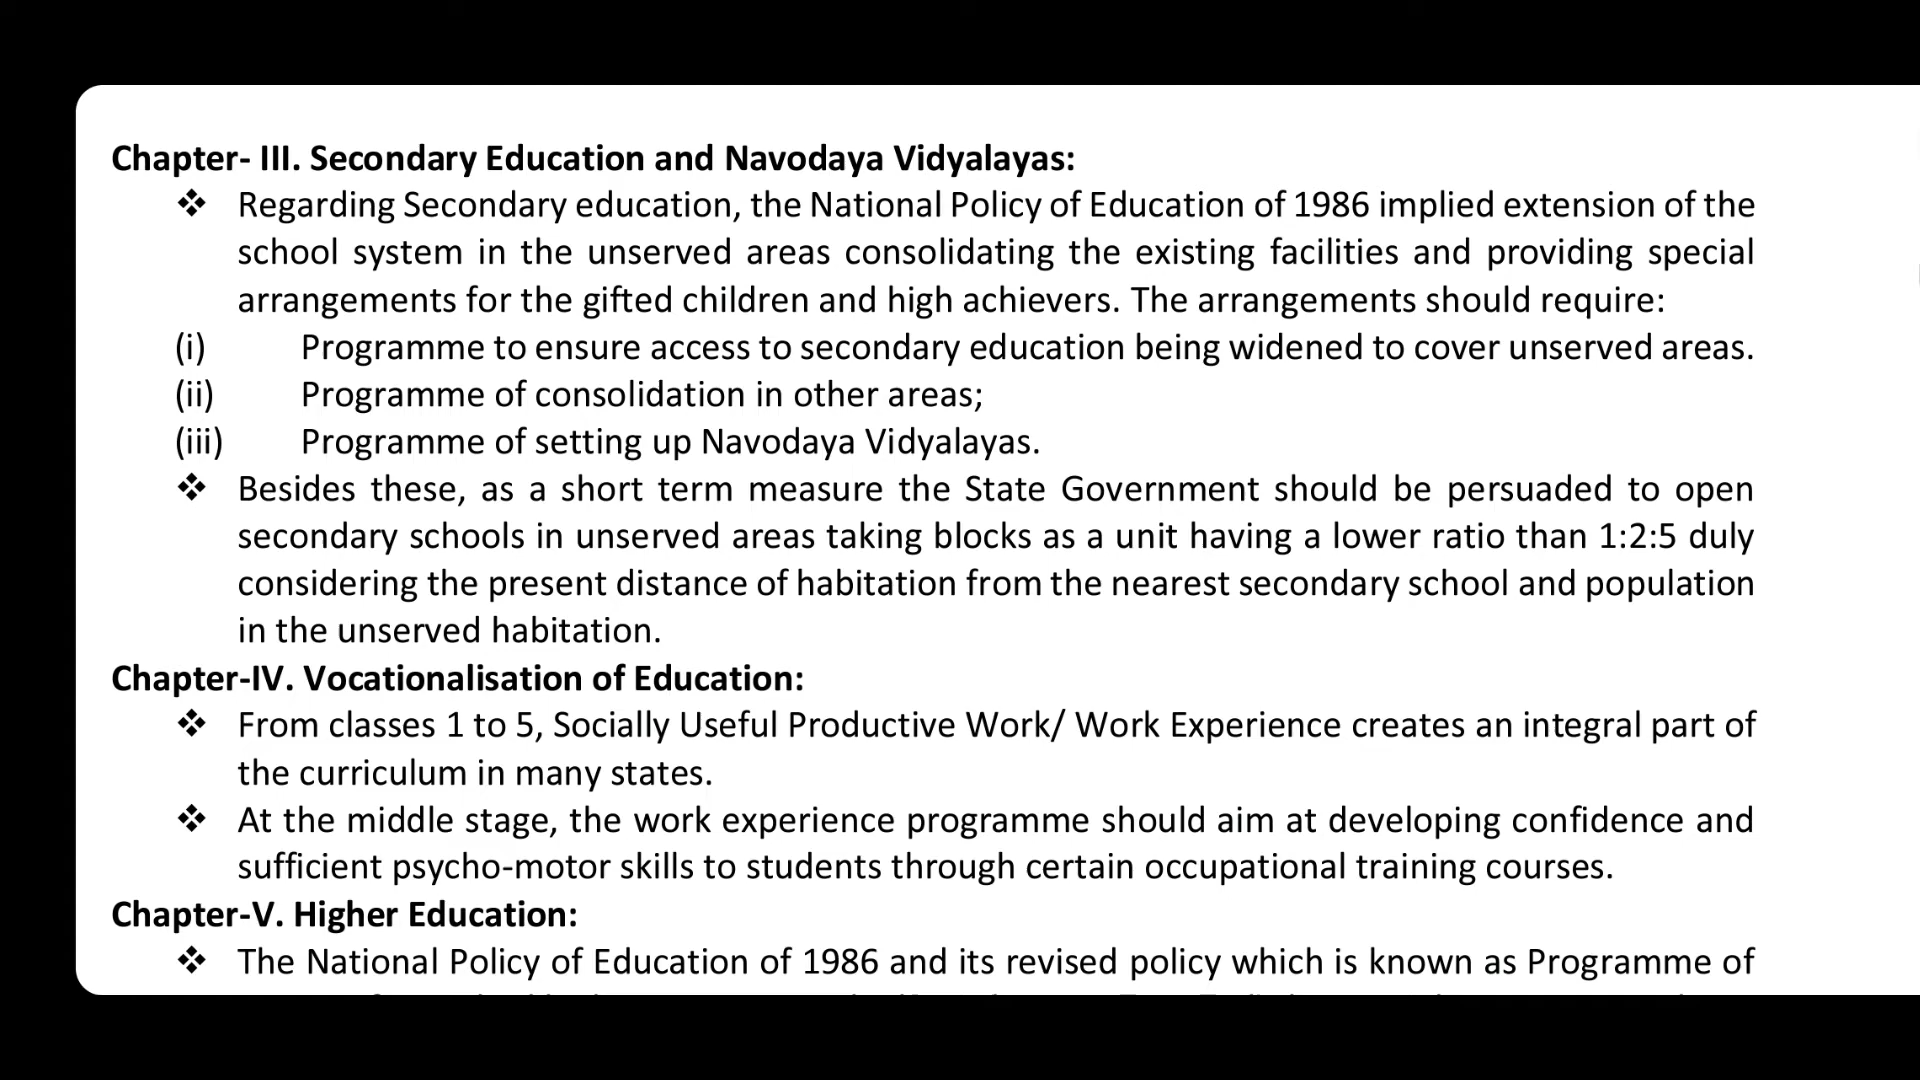 Chapter- III. Secondary Education and Navodaya Vidyalayas:
❖ Regarding Secondary education, the National Policy of Education of 1986 implied extension of the
school system in the unserved areas consolidating the existing facilities and providing special
arrangements for the gifted children and high achievers. The arrangements should require:
(i) Programme to ensure access to secondary education being widened to cover unserved areas.
(ii) Programme of consolidation in other areas;
(iii) Programme of setting up Navodaya Vidyalayas.
❖ Besides these, as a short term measure the State Government should be persuaded to open
secondary schools in unserved areas taking blocks as a unit having a lower ratio than 1:2:5 duly
considering the present distance of habitation from the nearest secondary school and population
in the unserved habitation.
Chapter-IV. Vocationalisation of Education:
❖ From classes 1 to 5, Socially Useful Productive Work/ Work Experience creates an integral part of
the curriculum in many states.
❖ At the middle stage, the work experience programme should aim at developing confidence and
sufficient psycho-motor skills to students through certain occupational training courses.
Chapter-V. Higher Education:
❖ The National Policy of Education of 1986 and its revised policy which is known as Programme of